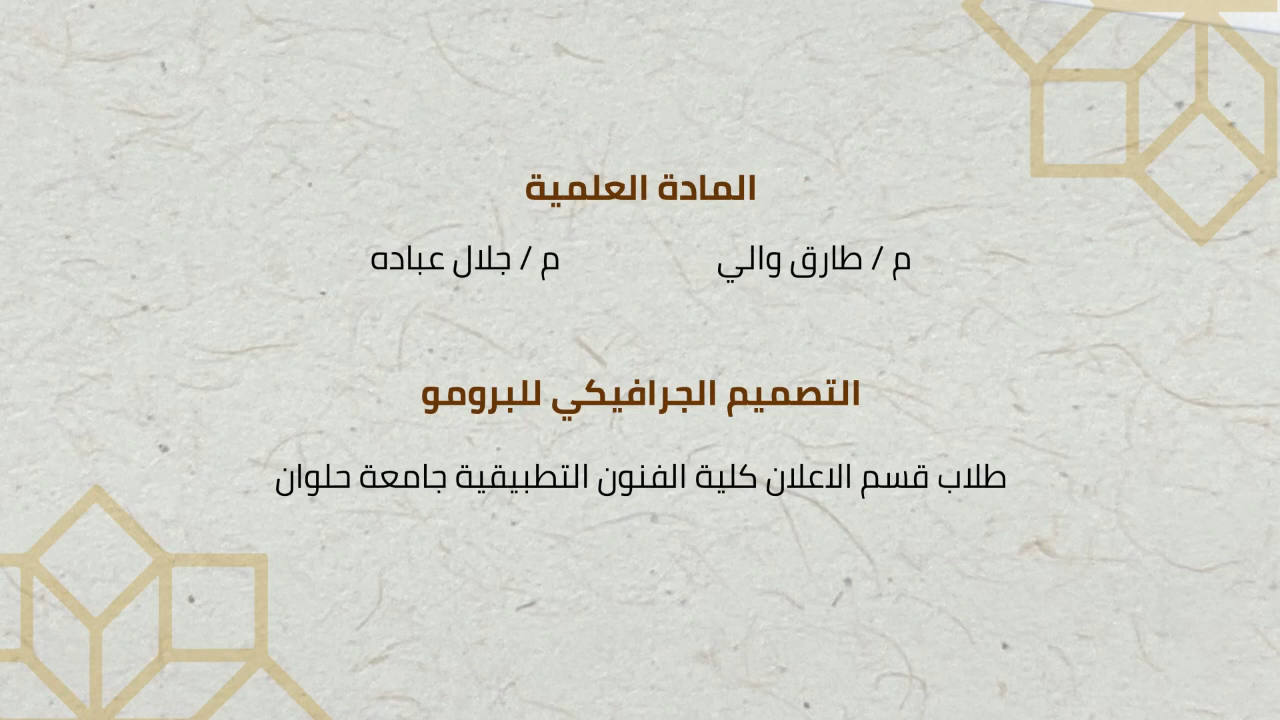 المادة العلمية
م / طارق والي م / جلال عباده
التصميم الجرافيكي للبرومو
طلاب قسم الاعلان كلية الفنون التطبيقية جامعة حلوان